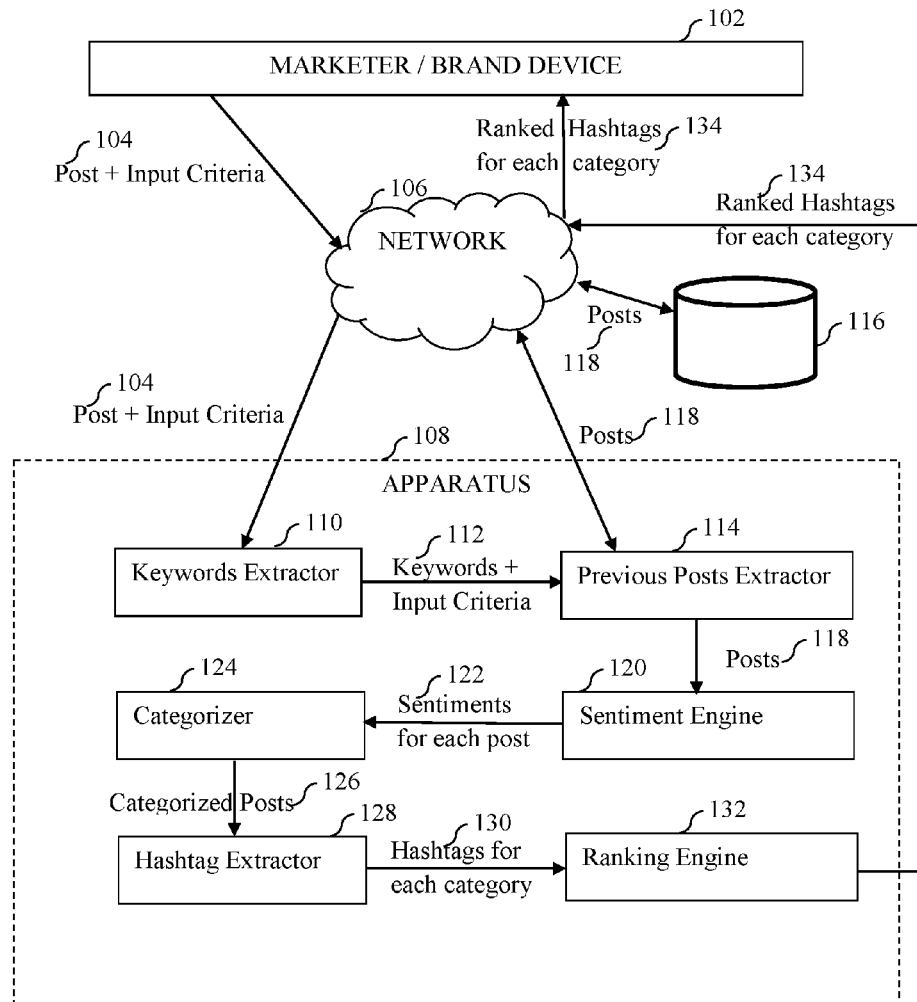 102
MARKETER / BRAND DEVICE
104
Post + Input Criteria
Ranked Hashtags
for each category
134
106
NETWORK
134
Ranked Hashtags
for each category
Posts
118
116
104
Post + Input Criteria
Posts
118
108
APPARATUS
110
Keywords Extractor
112
Keywords +
Input Criteria
114
Previous Posts Extractor
Posts
118
124
Categorizer
122
Sentiments
for each post
120
Sentiment Engine
Categorized Posts
126
128
Hashtag Extractor
130
Hashtags for
each category
132
Ranking Engine